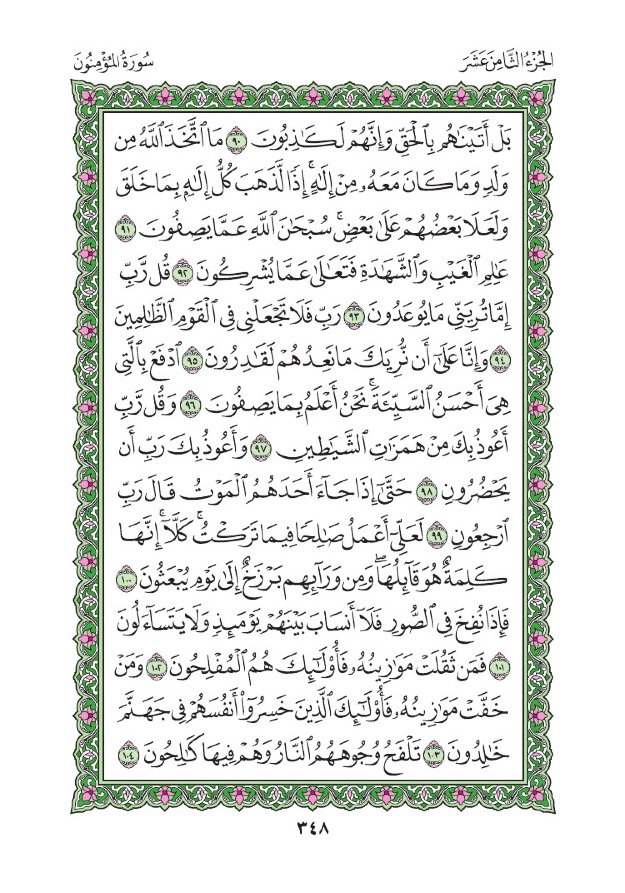 الجُزْءُ الثَّامِنَ عَشَرَ
سُورَةُ المُؤْمِنُونَ
بَلْ أَتَيْنَٰهُم بِٱلْحَقِّ وَإِنَّهُمْ لَكَٰذِبُونَ ٩٠ مَا ٱتَّخَذَ ٱللَّهُ مِن
وَلَدٍ وَمَا كَانَ مَعَهُۥ مِنْ إِلَٰهٍ ۚ إِذًا لَّذَهَبَ كُلُّ إِلَٰهٍۭ بِمَا خَلَقَ
وَلَعَلَا بَعْضُهُمْ عَلَىٰ بَعْضٍ ۚ سُبْحَٰنَ ٱللَّهِ عَمَّا يَصِفُونَ ٩١
عَٰلِمِ ٱلْغَيْبِ وَٱلشَّهَٰدَةِ فَتَعَٰلَىٰ عَمَّا يُشْرِكُونَ ٩٢ قُل رَّبِّ
إِمَّا تُرِيَنِّى مَا يُوعَدُونَ ٩٣ رَبِّ فَلَا تَجْعَلْنِى فِى ٱلْقَوْمِ ٱلظَّٰلِمِينَ
٩٤ وَإِنَّا عَلَىٰٓ أَن نُّرِيَكَ مَا نَعِدُهُمْ لَقَٰدِرُونَ ٩٥ ٱدْفَعْ بِٱلَّتِى
هِىَ أَحْسَنُ ٱلسَّيِّئَةَ ۚ نَحْنُ أَعْلَمُ بِمَا يَصِفُونَ ٩٦ وَقُل رَّبِّ
أَعُوذُ بِكَ مِنْ هَمَزَٰتِ ٱلشَّيَٰطِينِ ٩٧ وَأَعُوذُ بِكَ رَبِّ أَن
يَحْضُرُونِ ٩٨ حَتَّىٰٓ إِذَا جَآءَ أَحَدَهُمُ ٱلْمَوْتُ قَالَ رَبِّ
ٱرْجِعُونِ ٩٩ لَعَلِّىٓ أَعْمَلُ صَٰلِحًا فِيمَا تَرَكْتُ ۚ كَلَّآ ۚ إِنَّهَا
كَلِمَةٌ هُوَ قَآئِلُهَا ۖ وَمِن وَرَآئِهِم بَرْزَخٌ إِلَىٰ يَوْمِ يُبْعَثُونَ ١٠٠
فَإِذَا نُفِخَ فِى ٱلصُّورِ فَلَآ أَنسَابَ بَيْنَهُمْ يَوْمَئِذٍ وَلَا يَتَسَآءَلُونَ
١٠١ فَمَن ثَقُلَتْ مَوَٰزِينُهُۥ فَأُو۟لَٰٓئِكَ هُمُ ٱلْمُفْلِحُونَ ١٠٢ وَمَنْ
خَفَّتْ مَوَٰزِينُهُۥ فَأُو۟لَٰٓئِكَ ٱلَّذِينَ خَسِرُوٓا۟ أَنفُسَهُمْ فِى جَهَنَّمَ
خَٰلِدُونَ ١٠٣ تَلْفَحُ وُجُوهَهُمُ ٱلنَّارُ وَهُمْ فِيهَا كَٰلِحُونَ ١٠٤
٣٤٨